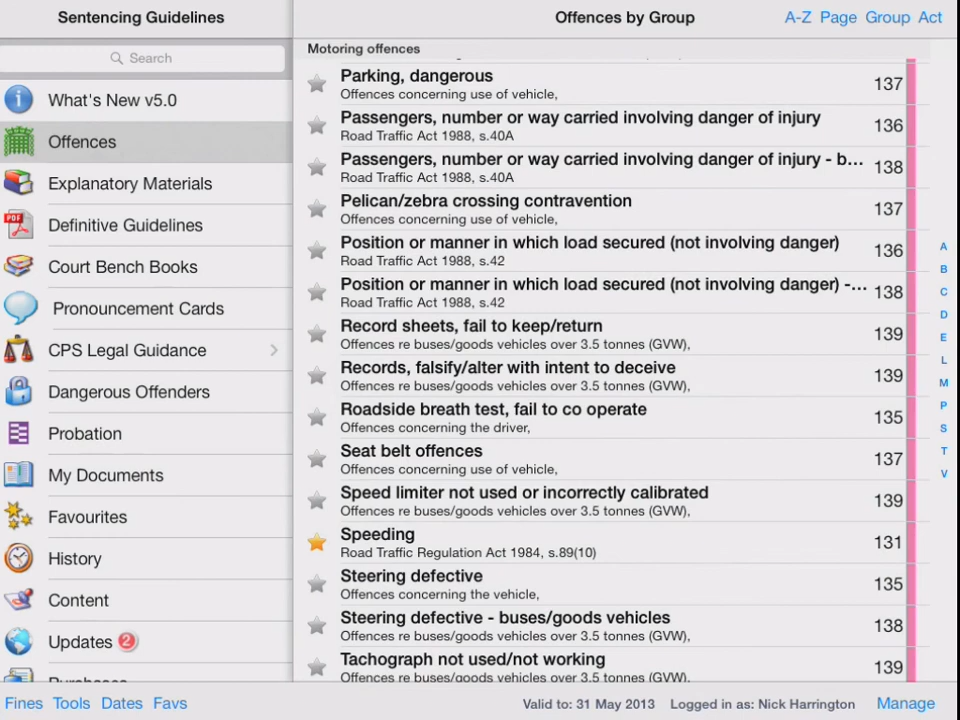 Sentencing Guidelines
Search
What's New v5.0
Offences
Explanatory Materials
PDF
Definitive Guidelines
Court Bench Books
Pronouncement Cards
CPS Legal Guidance
Dangerous Offenders
Probation
My Documents
Favourites
History
Content
Updates 2
Purchases
Fines Tools Dates Favs
Offences by Group
A-Z Page Group Act
Motoring offences
Parking, dangerous
Offences concerning use of vehicle,
137
Passengers, number or way carried involving danger of injury
Road Traffic Act 1988, s.40A
136
Passengers, number or way carried involving danger of injury - b...
Road Traffic Act 1988, s.40A
138
Pelican/zebra crossing contravention
Offences concerning use of vehicle,
137
Position or manner in which load secured (not involving danger)
Road Traffic Act 1988, s.42
136
Position or manner in which load secured (not involving danger) -...
Road Traffic Act 1988, s.42
138
Record sheets, fail to keep/return
Offences re buses/goods vehicles over 3.5 tonnes (GVW),
139
Records, falsify/alter with intent to deceive
Offences re buses/goods vehicles over 3.5 tonnes (GVW),
139
Roadside breath test, fail to co operate
Offences concerning the driver,
135
Seat belt offences
Offences concerning use of vehicle,
137
Speed limiter not used or incorrectly calibrated
Offences re buses/goods vehicles over 3.5 tonnes (GVW),
139
Speeding
Road Traffic Regulation Act 1984, s.89(10)
131
Steering defective
Offences concerning the vehicle,
135
Steering defective - buses/goods vehicles
Offences re buses/goods vehicles over 3.5 tonnes (GVW),
138
Tachograph not used/not working
Offences re buses/goods vehicles over 3.5 tonnes (GVW),
139
A
B
C
D
E
L
M
P
S
T
V
Valid to: 31 May 2013 Logged in as: Nick Harrington Manage